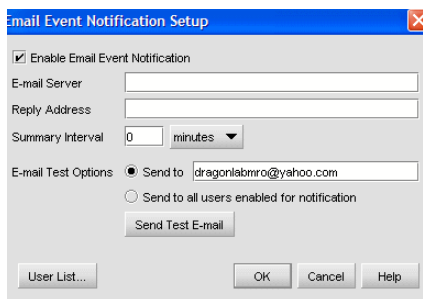 Email Event Notification Setup
Enable Email Event Notification
E-mail Server
Reply Address
Summary Interval 0 minutes
E-mail Test Options Send to dragonlabmro@yahoo.com
Send to all users enabled for notification
Send Test E-mail
User List... OK Cancel Help